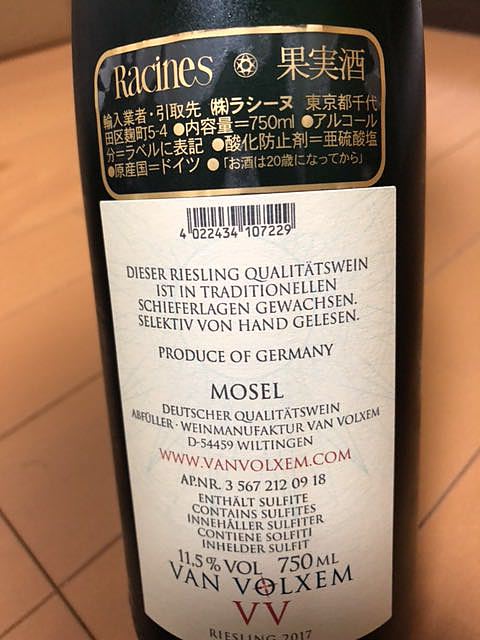 Racines 果実酒
輸入業者・引取先 ㈱ラシーヌ 東京都千代
田区麹町5-4 ●内容量＝750ml ●アルコール
分＝ラベルに表記 ●酸化防止剤＝亜硫酸塩
●原産国＝ドイツ ●「お酒は20歳になってから」
4 022434 107229
DIESER RIESLING QUALITÄTSWEIN
IST IN TRADITIONELLEN
SCHIEFERLAGEN GEWACHSEN.
SELEKTIV VON HAND GELESEN.
PRODUCE OF GERMANY
MOSEL
DEUTSCHER QUALITÄTSWEIN
ABFÜLLER · WEINMANUFAKTUR VAN VOLXEM
D-54459 WILTINGEN
WWW.VANVOLXEM.COM
AP.NR. 3 567 212 09 18
ENTHÄLT SULFITE
CONTAINS SULFITES
INNEHÅLLER SULFITER
CONTIENE SOLFITI
INHELDER SULFIT
11,5% VOL 750 ML
VAN VOLXEM
VV
RIESLING 2017